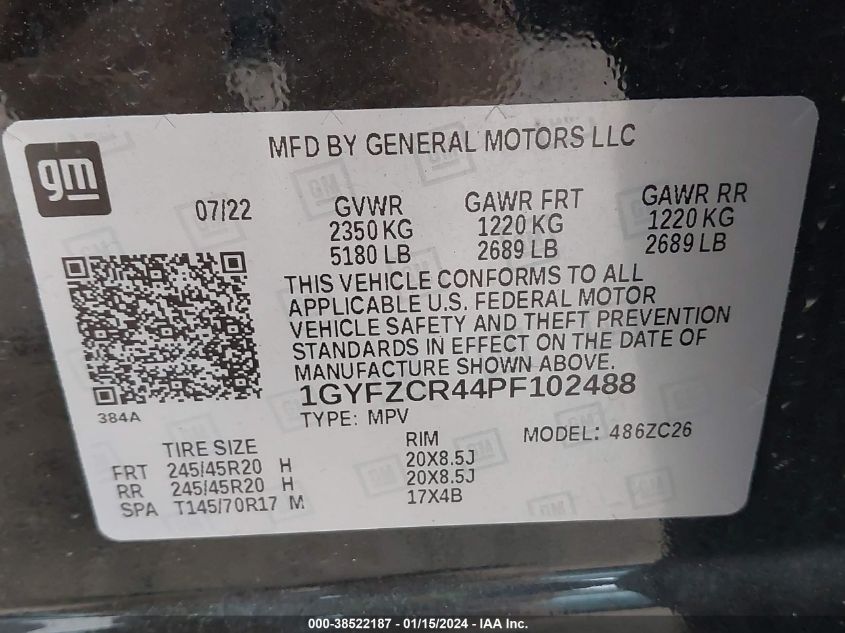 MFD BY GENERAL MOTORS LLC
gm
07/22
GVWR GAWR FRT GAWR RR
2350 KG 1220 KG 1220 KG
5180 LB 2689 LB 2689 LB
THIS VEHICLE CONFORMS TO ALL
APPLICABLE U.S. FEDERAL MOTOR
VEHICLE SAFETY AND THEFT PREVENTION
STANDARDS IN EFFECT ON THE DATE OF
MANUFACTURE SHOWN ABOVE.
1GYFZCR44PF102488
384A
TYPE: MPV MODEL: 486ZC26
TIRE SIZE RIM
FRT 245/45R20 H 20X8.5J
RR 245/45R20 H 20X8.5J
SPA T145/70R17 M 17X4B
000-38522187 - 01/15/2024 - IAA Inc.